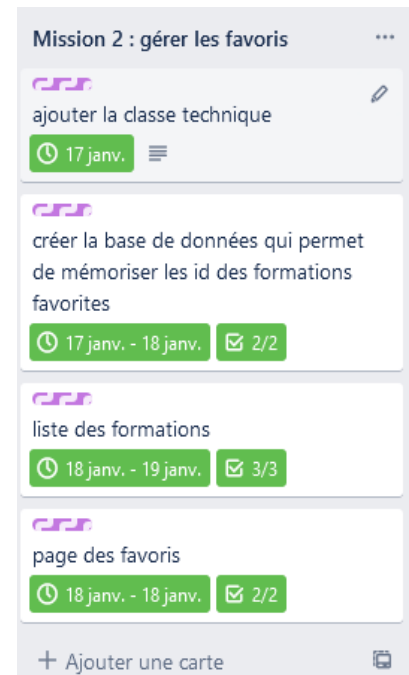 Mission 2 : gérer les favoris
ajouter la classe technique
17 janv.
créer la base de données qui permet
de mémoriser les id des formations
favorites
17 janv. - 18 janv. 2/2
liste des formations
18 janv. - 19 janv. 3/3
page des favoris
18 janv. - 18 janv. 2/2
+ Ajouter une carte